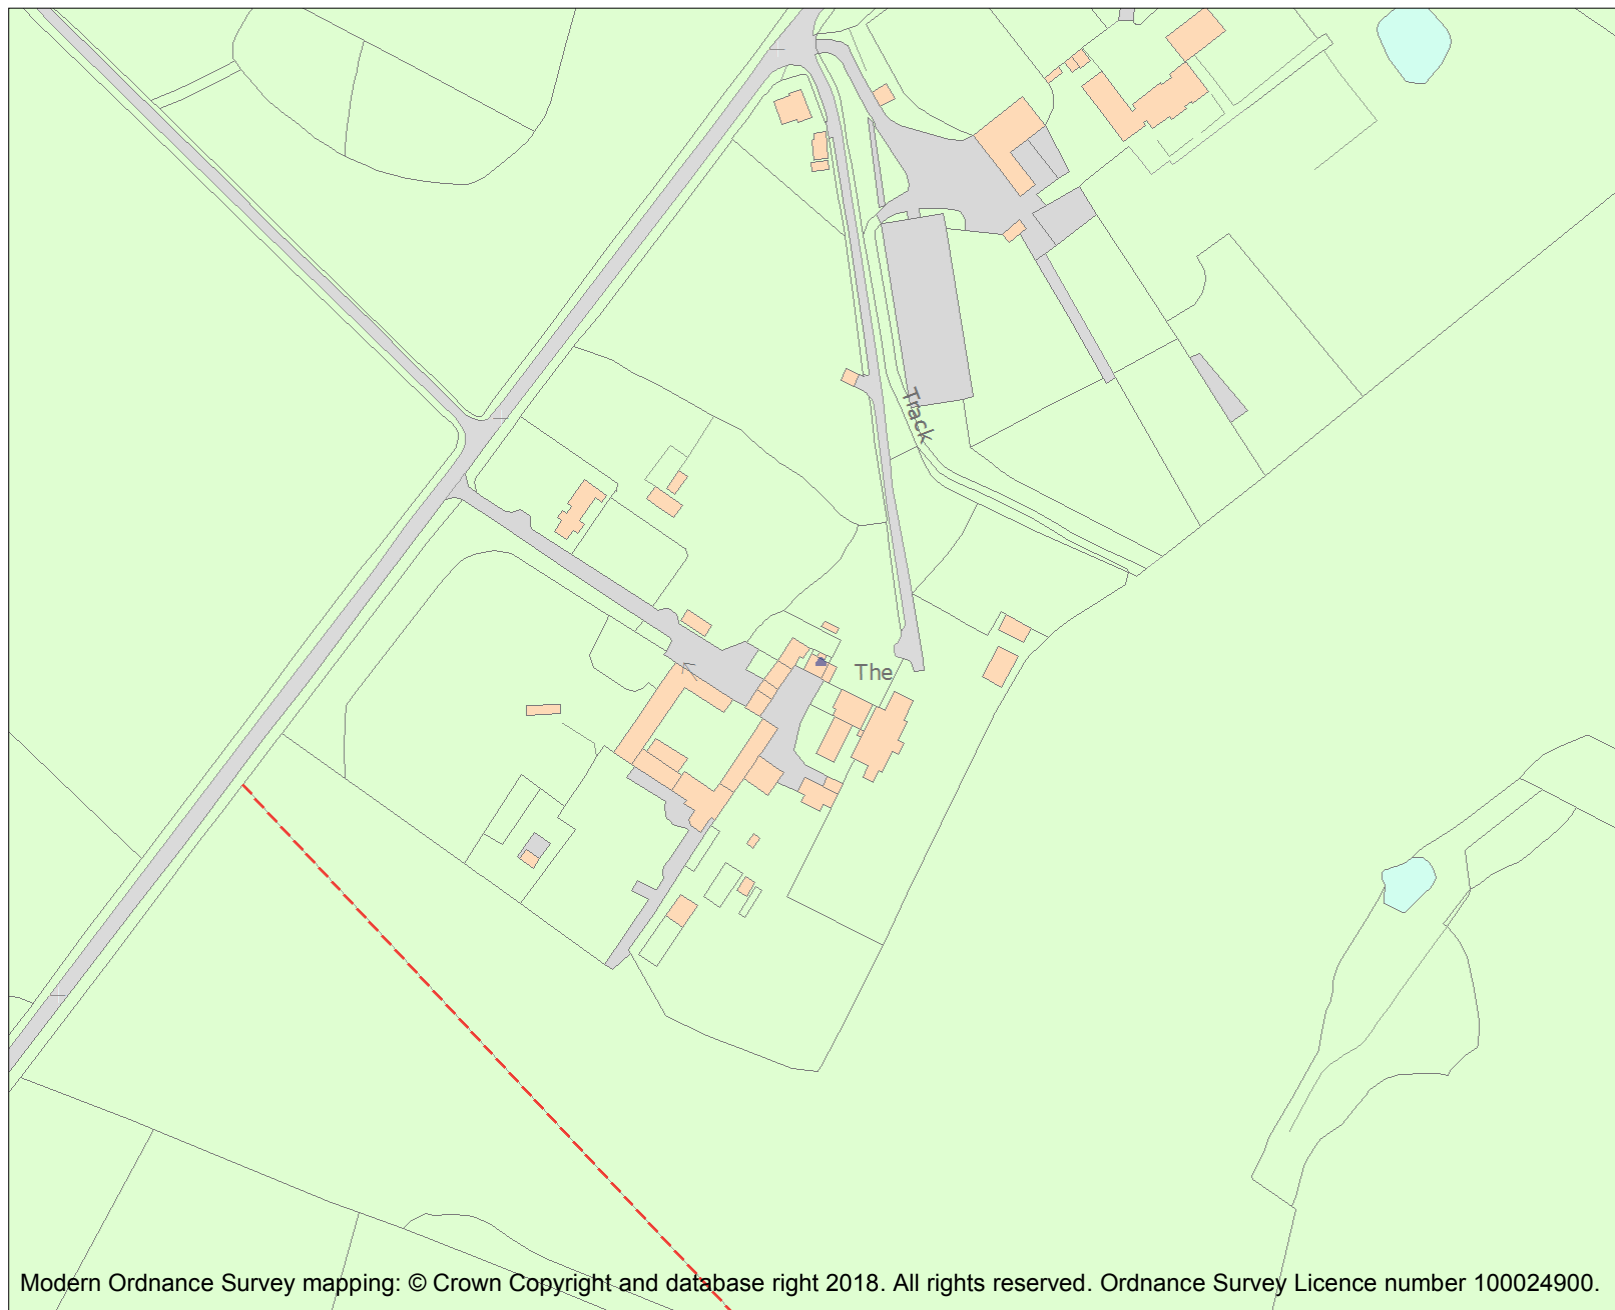 Track
The
Modern Ordnance Survey mapping: © Crown Copyright and database right 2018. All rights reserved. Ordnance Survey Licence number 100024900.